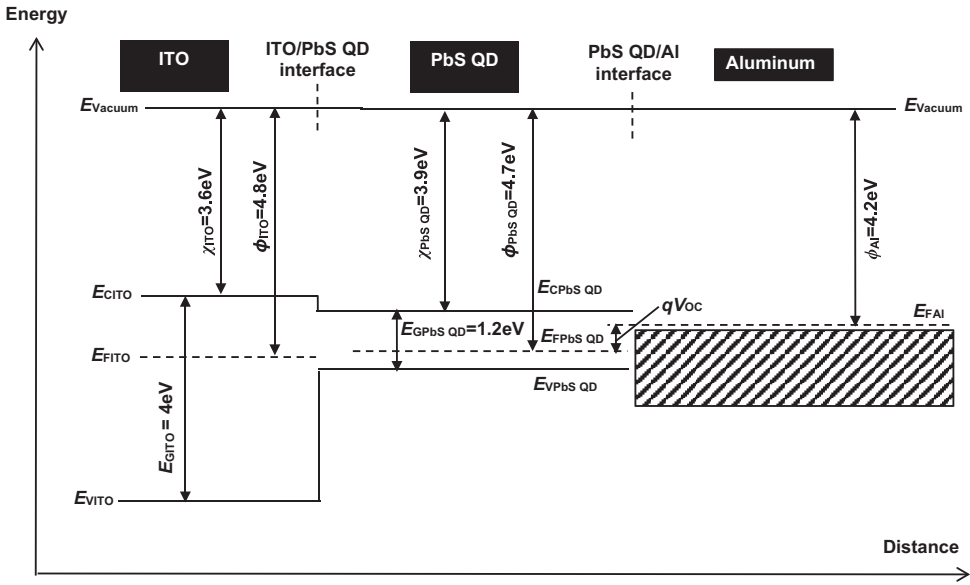 Energy
ITO
ITO/PbS QD
interface
PbS QD
PbS QD/Al
interface
Aluminum
EVacuum
EVacuum
χITO=3.6eV
ϕITO=4.8eV
χPbS QD=3.9eV
ϕPbS QD=4.7eV
ϕAl=4.2eV
ECITO
ECPbS QD
qVOC
EGPbS QD=1.2eV
EFPbS QD
EFAl
EFITO
EVPbS QD
EGITO = 4eV
EVITO
Distance